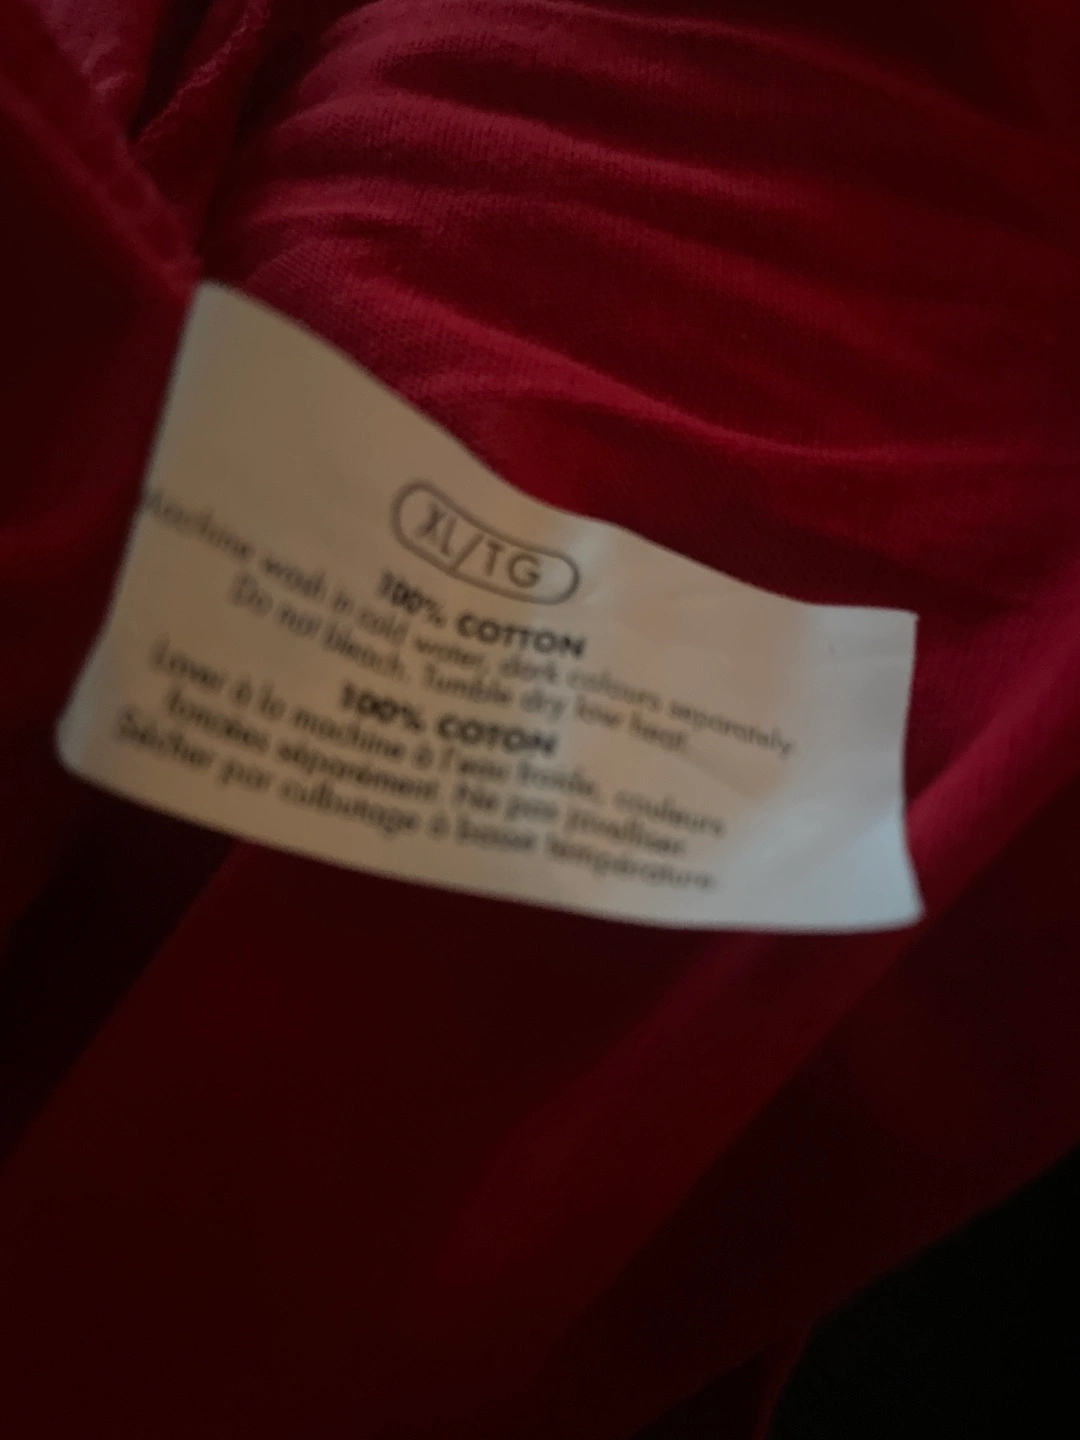 XL/TG
100% COTTON
Machine wash in cold water, dark colours separately.
Do not bleach. Tumble dry low heat.
100% COTON
Laver à la machine à l'eau froide, couleurs
foncées séparément. Ne pas javelliser.
Sécher par culbutage à basse température.